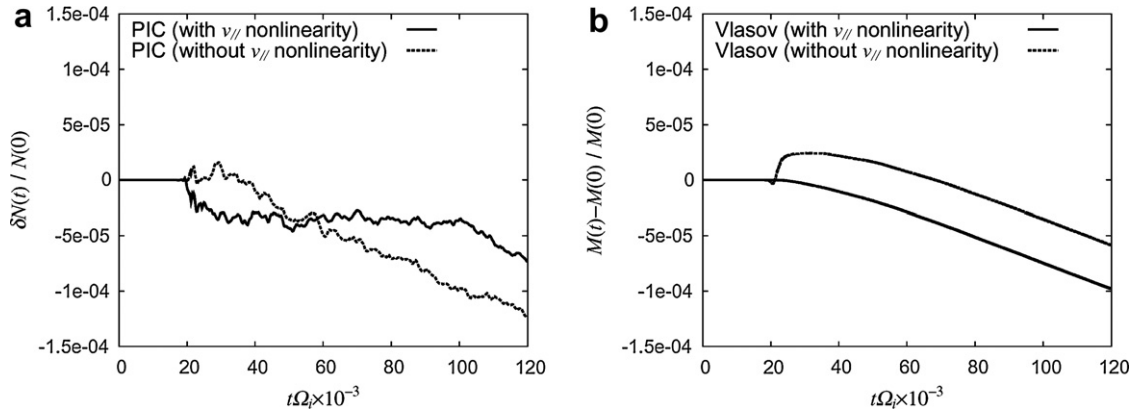 a
PIC (with v// nonlinearity)
PIC (without v// nonlinearity)
1.5e-04
1e-04
5e-05
0
-5e-05
-1e-04
-1.5e-04
δN(t) / N(0)
0 20 40 60 80 100 120
tΩi×10−3
b
Vlasov (with v// nonlinearity)
Vlasov (without v// nonlinearity)
1.5e-04
1e-04
5e-05
0
-5e-05
-1e-04
-1.5e-04
M(t)−M(0) / M(0)
0 20 40 60 80 100 120
tΩi×10−3